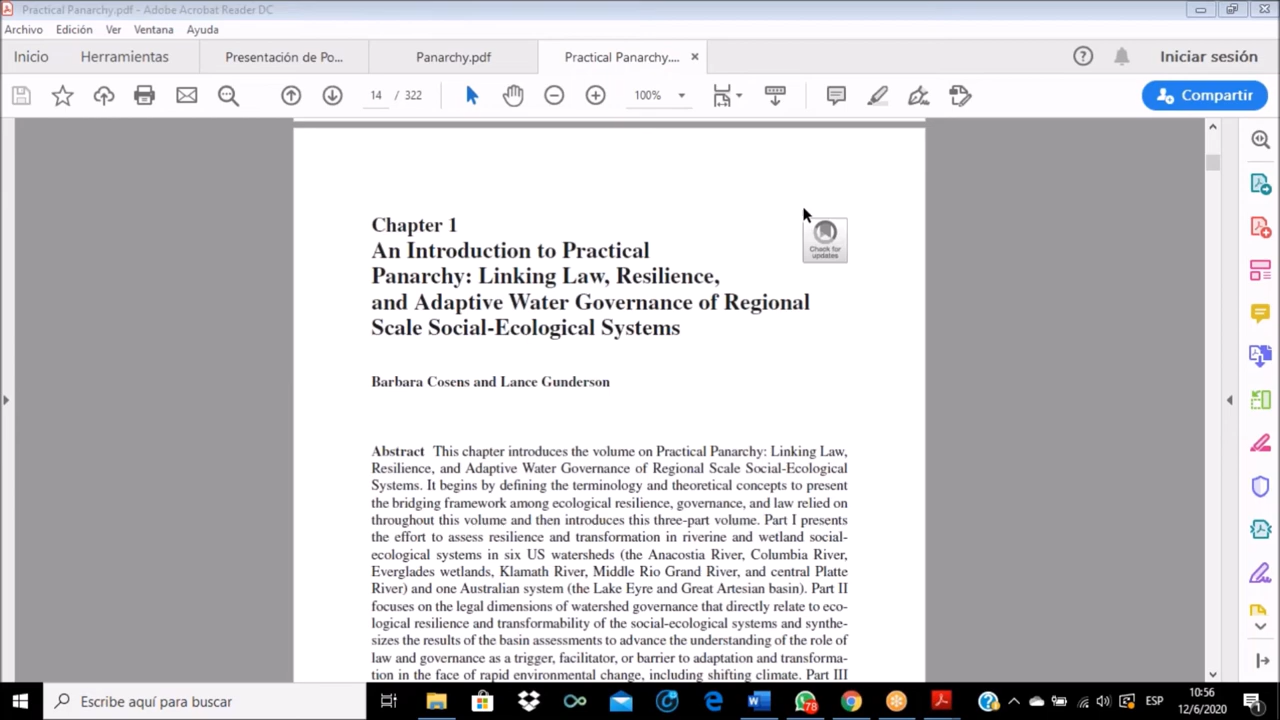 Practical Panarchy.pdf - Adobe Acrobat Reader DC
Archivo Edición Ver Ventana Ayuda
Inicio Herramientas Presentación de Po... Panarchy.pdf Practical Panarchy.... Iniciar sesión
14 / 322 100% Compartir
Chapter 1
An Introduction to Practical
Panarchy: Linking Law, Resilience,
and Adaptive Water Governance of Regional
Scale Social-Ecological Systems
Check for
updates
Barbara Cosens and Lance Gunderson
Abstract This chapter introduces the volume on Practical Panarchy: Linking Law,
Resilience, and Adaptive Water Governance of Regional Scale Social-Ecological
Systems. It begins by defining the terminology and theoretical concepts to present
the bridging framework among ecological resilience, governance, and law relied on
throughout this volume and then introduces this three-part volume. Part I presents
the effort to assess resilience and transformation in riverine and wetland social-
ecological systems in six US watersheds (the Anacostia River, Columbia River,
Everglades wetlands, Klamath River, Middle Rio Grand River, and central Platte
River) and one Australian system (the Lake Eyre and Great Artesian basin). Part II
focuses on the legal dimensions of watershed governance that directly relate to eco-
logical resilience and transformability of the social-ecological systems and synthe-
sizes the results of the basin assessments to advance the understanding of the role of
law and governance as a trigger, facilitator, or barrier to adaptation and transforma-
tion in the face of rapid environmental change, including shifting climate. Part III
Escribe aquí para buscar
78
ESP
10:56
12/6/2020
1